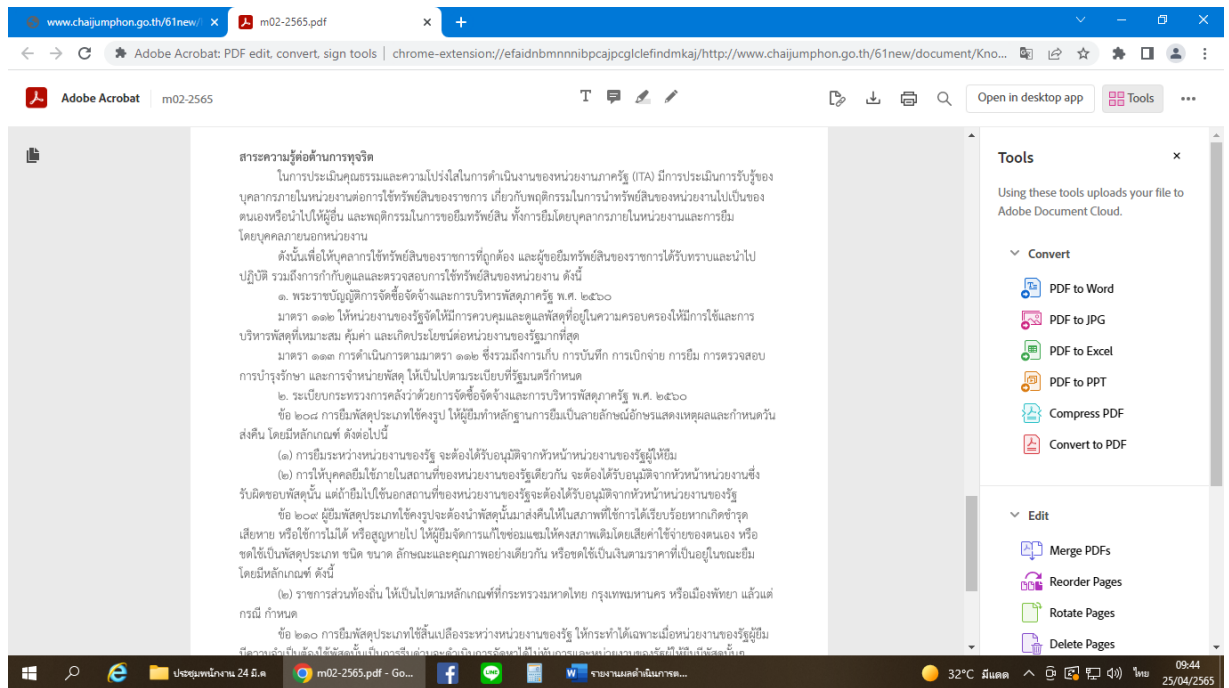 www.chaijumphon.go.th/61new/
m02-2565.pdf
Adobe Acrobat: PDF edit, convert, sign tools | chrome-extension://efaidnbmnnnibpcajpcglclefindmkaj/http://www.chaijumphon.go.th/61new/document/Kno...
Adobe Acrobat m02-2565
Open in desktop app
Tools
สาระความรู้ต่อต้านการทุจริต
ในการประเมินคุณธรรมและความโปร่งใสในการดำเนินงานของหน่วยงานภาครัฐ (ITA) มีการประเมินการรับรู้ของ
บุคลากรภายในหน่วยงานต่อการใช้ทรัพย์สินของราชการ เกี่ยวกับพฤติกรรมในการนำทรัพย์สินของหน่วยงานไปเป็นของ
ตนเองหรือนำไปให้ผู้อื่น และพฤติกรรมในการขอยืมทรัพย์สิน ทั้งการยืมโดยบุคลากรภายในหน่วยงานและการยืม
โดยบุคคลภายนอกหน่วยงาน
ดังนั้นเพื่อให้บุคลากรใช้ทรัพย์สินของราชการที่ถูกต้อง และผู้ขอยืมทรัพย์สินของราชการได้รับทราบและนำไป
ปฏิบัติ รวมถึงการกำกับดูแลและตรวจสอบการใช้ทรัพย์สินของหน่วยงาน ดังนี้
๑. พระราชบัญญัติการจัดซื้อจัดจ้างและการบริหารพัสดุภาครัฐ พ.ศ. ๒๕๖๐
มาตรา ๑๑๒ ให้หน่วยงานของรัฐจัดให้มีการควบคุมและดูแลพัสดุที่อยู่ในความครอบครองให้มีการใช้และการ
บริหารพัสดุที่เหมาะสม คุ้มค่า และเกิดประโยชน์ต่อหน่วยงานของรัฐมากที่สุด
มาตรา ๑๑๓ การดำเนินการตามมาตรา ๑๑๒ ซึ่งรวมถึงการเก็บ การบันทึก การเบิกจ่าย การยืม การตรวจสอบ
การบำรุงรักษา และการจำหน่ายพัสดุ ให้เป็นไปตามระเบียบที่รัฐมนตรีกำหนด
๒. ระเบียบกระทรวงการคลังว่าด้วยการจัดซื้อจัดจ้างและการบริหารพัสดุภาครัฐ พ.ศ. ๒๕๖๐
ข้อ ๒๐๘ การยืมพัสดุประเภทใช้คงรูป ให้ผู้ยืมทำหลักฐานการยืมเป็นลายลักษณ์อักษรแสดงเหตุผลและกำหนดวัน
ส่งคืน โดยมีหลักเกณฑ์ ดังต่อไปนี้
(๑) การยืมระหว่างหน่วยงานของรัฐ จะต้องได้รับอนุมัติจากหัวหน้าหน่วยงานของรัฐผู้ให้ยืม
(๒) การให้บุคคลยืมใช้ภายในสถานที่ของหน่วยงานของรัฐเดียวกัน จะต้องได้รับอนุมัติจากหัวหน้าหน่วยงานซึ่ง
รับผิดชอบพัสดุนั้น แต่ถ้ายืมไปใช้นอกสถานที่ของหน่วยงานของรัฐจะต้องได้รับอนุมัติจากหัวหน้าหน่วยงานของรัฐ
ข้อ ๒๐๙ ผู้ยืมพัสดุประเภทใช้คงรูปจะต้องนำพัสดุนั้นมาส่งคืนให้ในสภาพที่ใช้การได้เรียบร้อยหากเกิดชำรุด
เสียหาย หรือใช้การไม่ได้ หรือสูญหายไป ให้ผู้ยืมจัดการแก้ไขซ่อมแซมให้คงสภาพเดิมโดยเสียค่าใช้จ่ายของตนเอง หรือ
ชดใช้เป็นพัสดุประเภท ชนิด ขนาด ลักษณะและคุณภาพอย่างเดียวกัน หรือชดใช้เป็นเงินตามราคาที่เป็นอยู่ในขณะยืม
โดยมีหลักเกณฑ์ ดังนี้
(๒) ราชการส่วนท้องถิ่น ให้เป็นไปตามหลักเกณฑ์ที่กระทรวงมหาดไทย กรุงเทพมหานคร หรือเมืองพัทยา แล้วแต่
กรณี กำหนด
ข้อ ๒๑๐ การยืมพัสดุประเภทใช้สิ้นเปลืองระหว่างหน่วยงานของรัฐ ให้กระทำได้เฉพาะเมื่อหน่วยงานของรัฐผู้ยืม
มีความจำเป็นต้องใช้พัสดุนั้นเป็นการรีบด่วนจะดำเนินการจัดหาได้ไม่ทันการและหน่วยงานของรัฐผู้ให้ยืมมีพัสดุนั้นๆ
Tools
Using these tools uploads your file to
Adobe Document Cloud.
Convert
PDF to Word
PDF to JPG
PDF to Excel
PDF to PPT
Compress PDF
Convert to PDF
Edit
Merge PDFs
Reorder Pages
Rotate Pages
Delete Pages
ประชุมพนักงาน 24 มี.ค
m02-2565.pdf - Go...
รายงานผลดำเนินการต...
32°C มีแดด
ไทย
09:44
25/04/2565